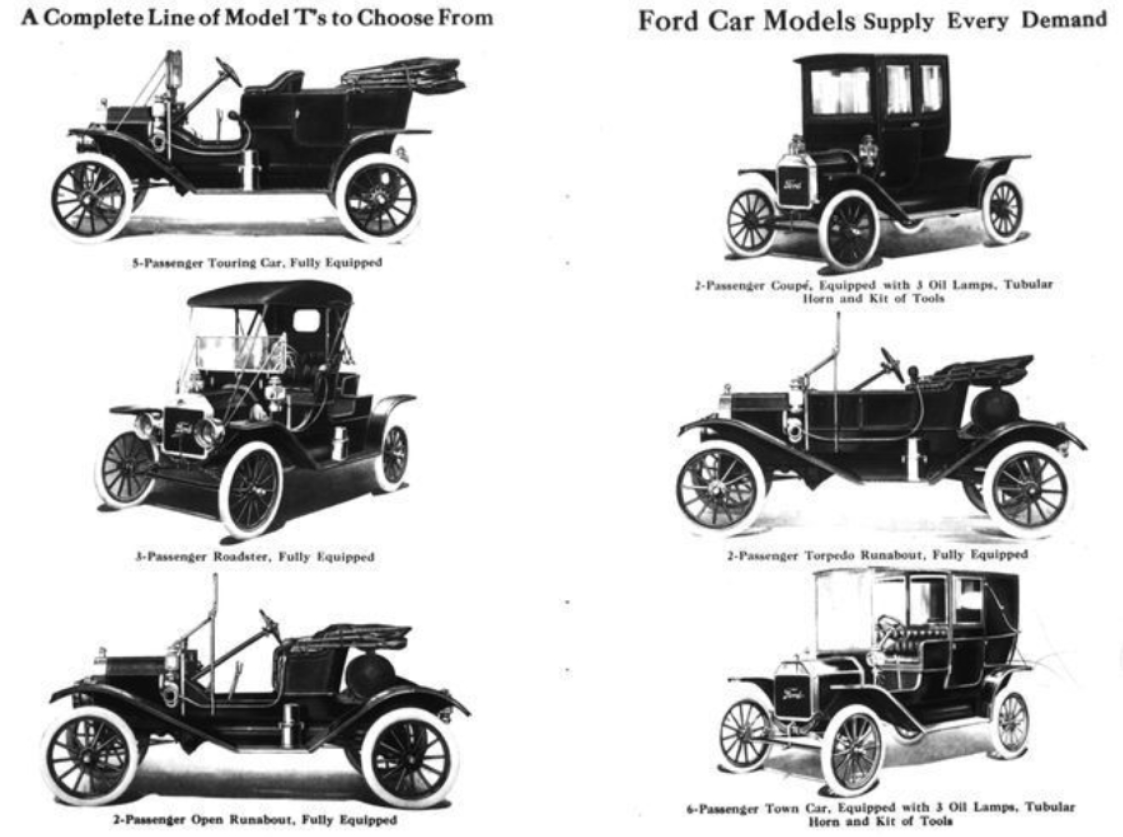 A Complete Line of Model T's to Choose From
5-Passenger Touring Car, Fully Equipped
Ford
3-Passenger Roadster, Fully Equipped
2-Passenger Open Runabout, Fully Equipped
Ford Car Models Supply Every Demand
Ford
2-Passenger Coupé, Equipped with 3 Oil Lamps, Tubular
Horn and Kit of Tools
2-Passenger Torpedo Runabout, Fully Equipped
Ford
6-Passenger Town Car, Equipped with 3 Oil Lamps, Tubular
Horn and Kit of Tools